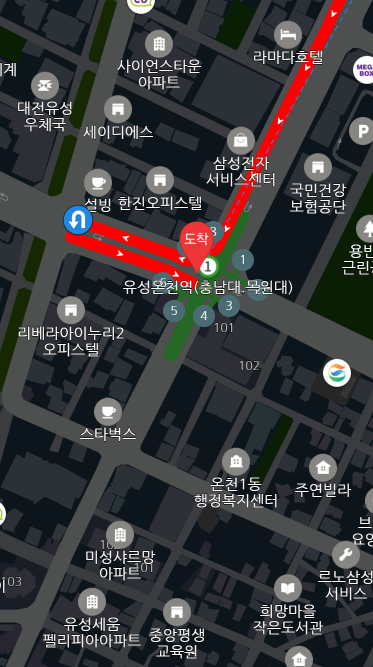 CU
라마다호텔
사이언스타운
아파트
계
MEGA
BOX
대전유성
우체국
세이디에스
P
삼성전자
서비스센터
국민건강
보험공단
설빙
한진오피스텔
도착
8
1
1
용반
근린공
유성온천역(충남대.목원대)
6
5
4
3
101
리베라아이누리2
오피스텔
102
스타벅스
온천1동
행정복지센터
주연빌라
브
요양
미성샤르망
아파트
101
르노삼성
서비스
103
유성세움
펠리피아아파트
중앙평생
교육원
희망마을
작은도서관